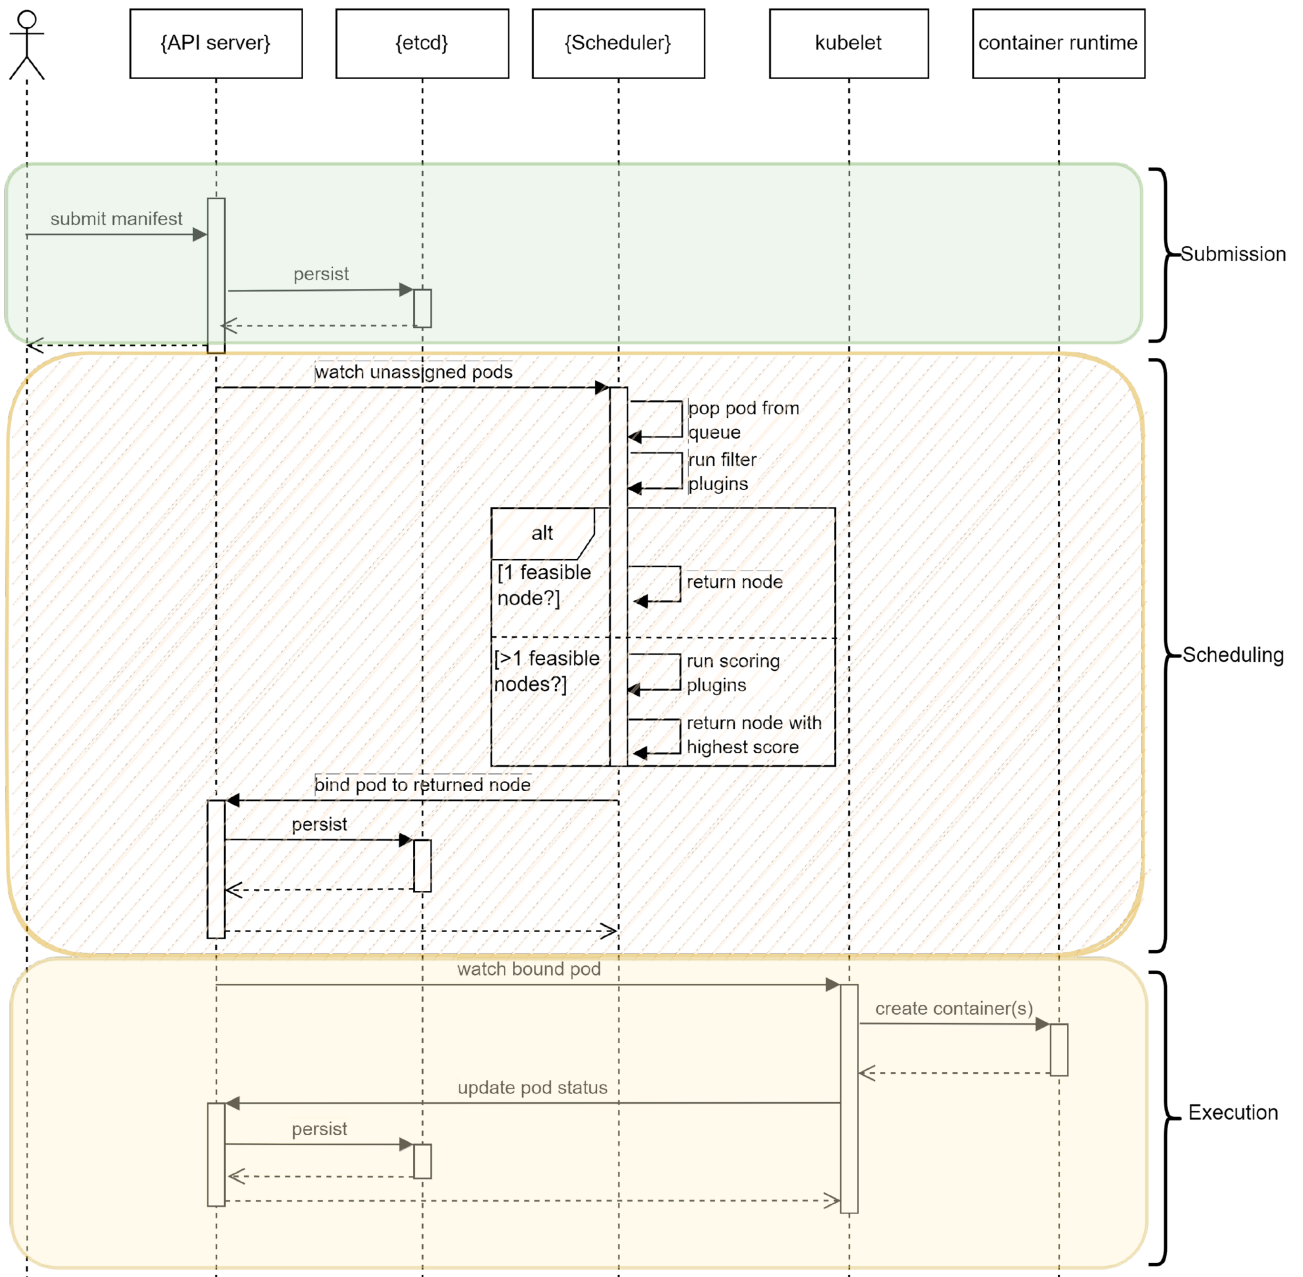 {API server}
{etcd}
{Scheduler}
kubelet
container runtime
submit manifest
persist
Submission
watch unassigned pods
pop pod from
queue
run filter
plugins
alt
[1 feasible
node?]
return node
[>1 feasible
nodes?]
run scoring
plugins
return node with
highest score
Scheduling
bind pod to returned node
persist
watch bound pod
create container(s)
update pod status
persist
Execution